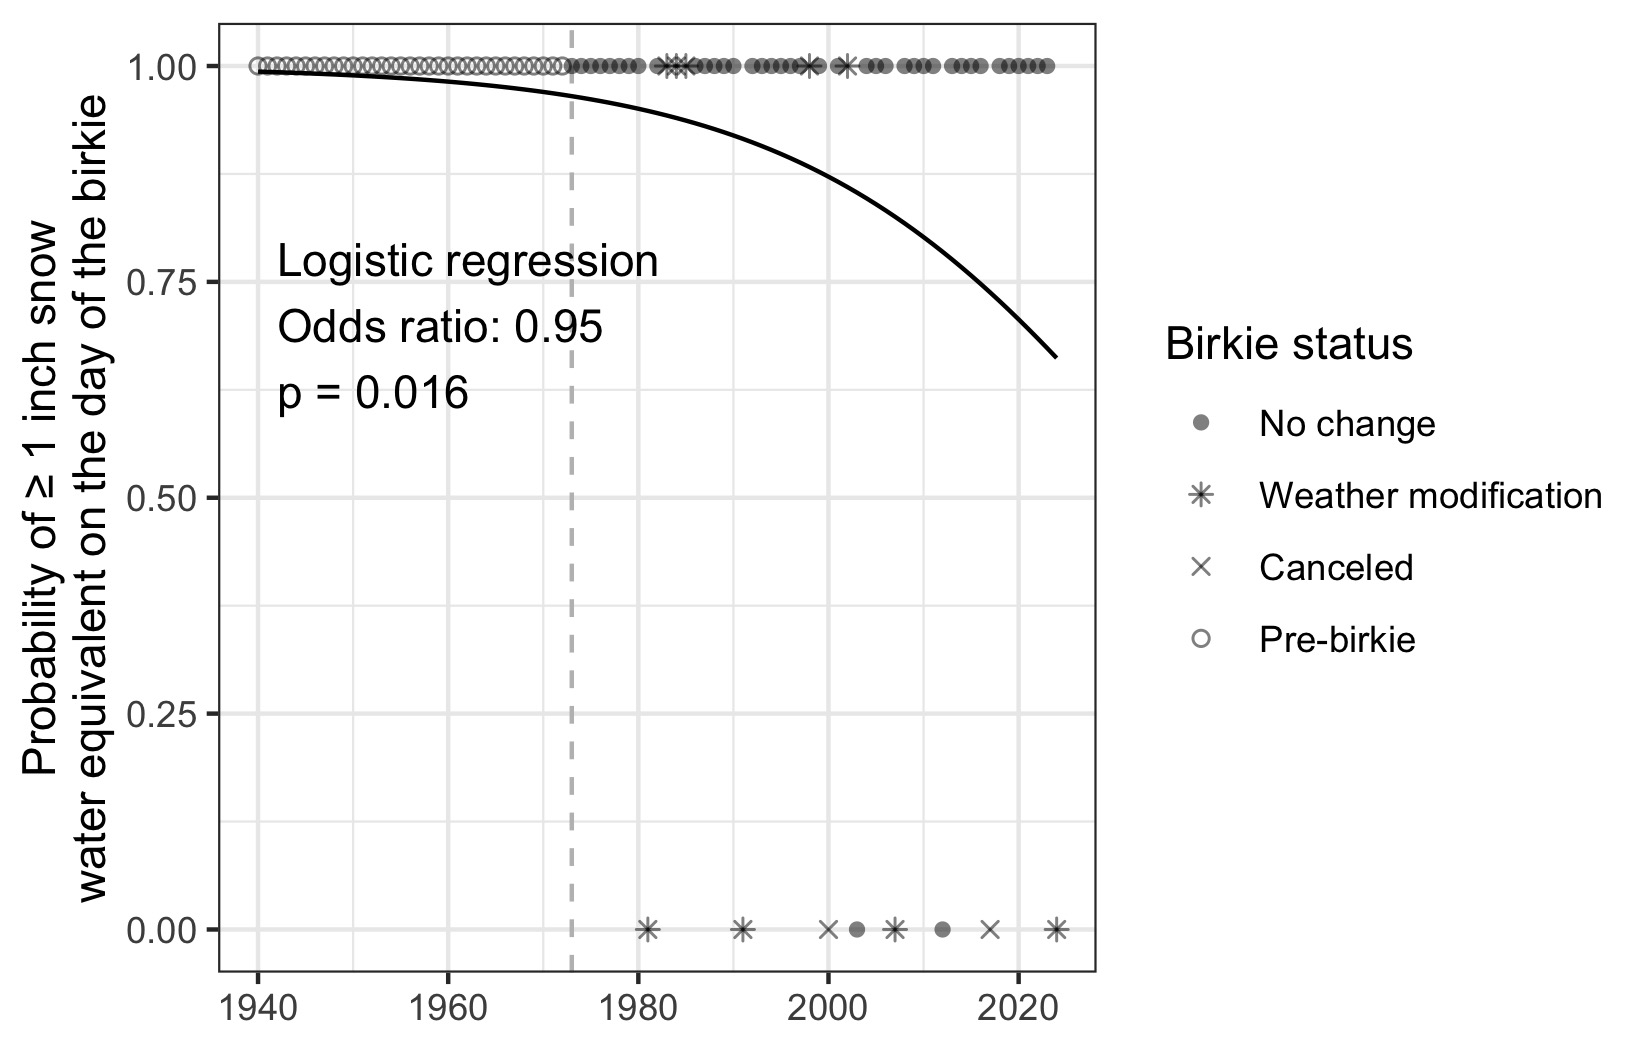 Probability of ≥ 1 inch snow
water equivalent on the day of the birkie
1.00
0.75
0.50
0.25
0.00
Logistic regression
Odds ratio: 0.95
p = 0.016
1940 1960 1980 2000 2020
Birkie status
No change
Weather modification
Canceled
Pre-birkie